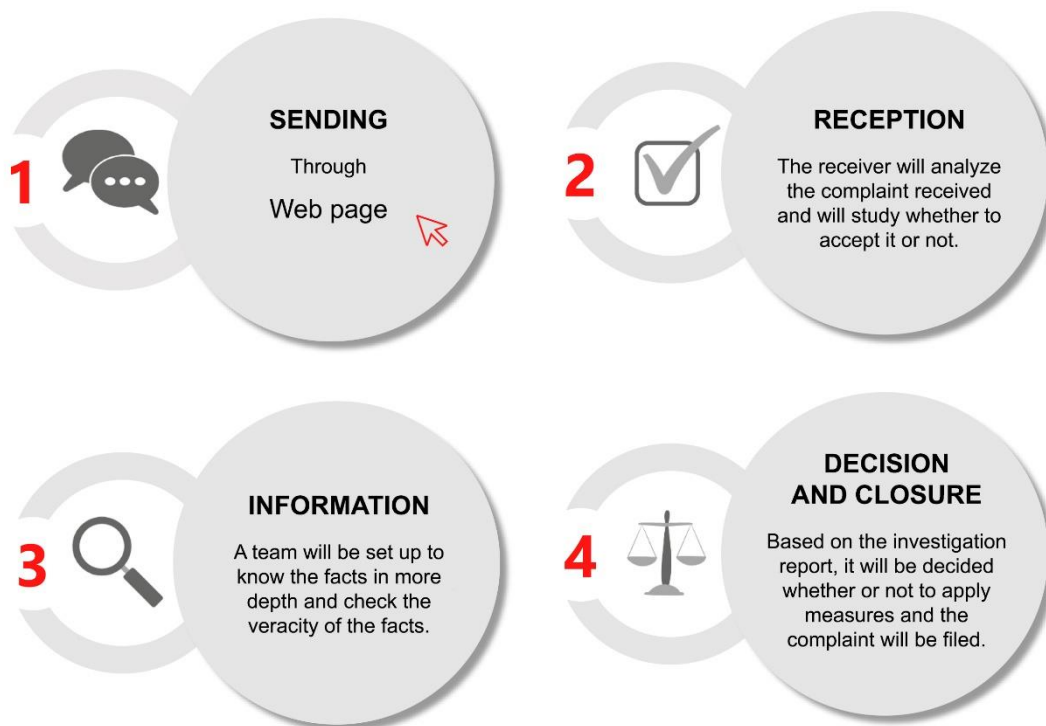 1
SENDING
Through
Web page
2
RECEPTION
The receiver will analyze
the complaint received
and will study whether to
accept it or not.
3
INFORMATION
A team will be set up to
know the facts in more
depth and check the
veracity of the facts.
4
DECISION
AND CLOSURE
Based on the investigation
report, it will be decided
whether or not to apply
measures and the
complaint will be filed.